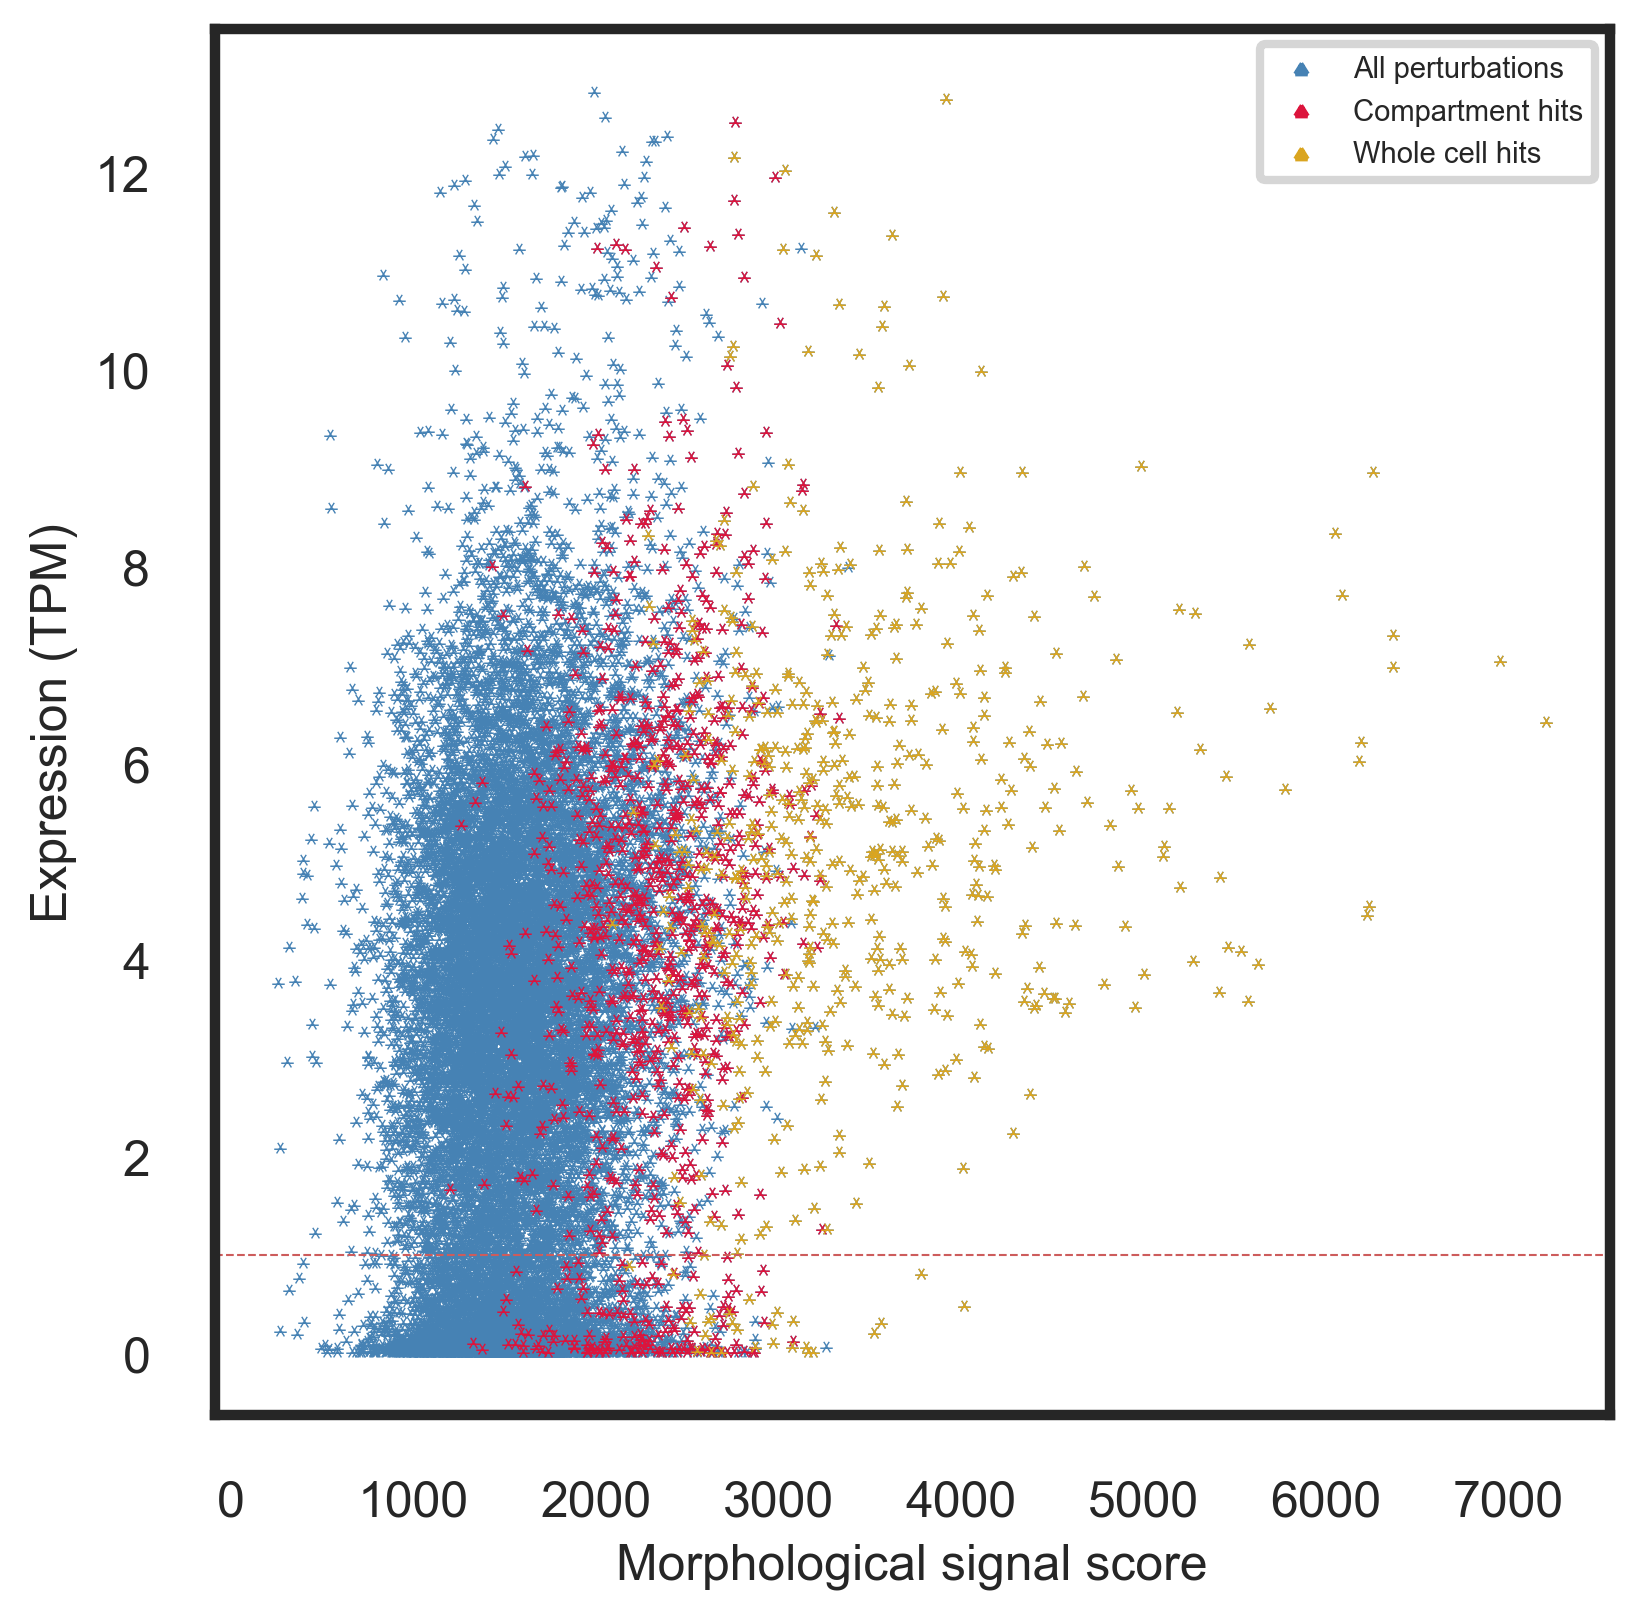 All perturbations
Compartment hits
Whole cell hits
12
10
8
6
4
2
0
Expression (TPM)
0 1000 2000 3000 4000 5000 6000 7000
Morphological signal score